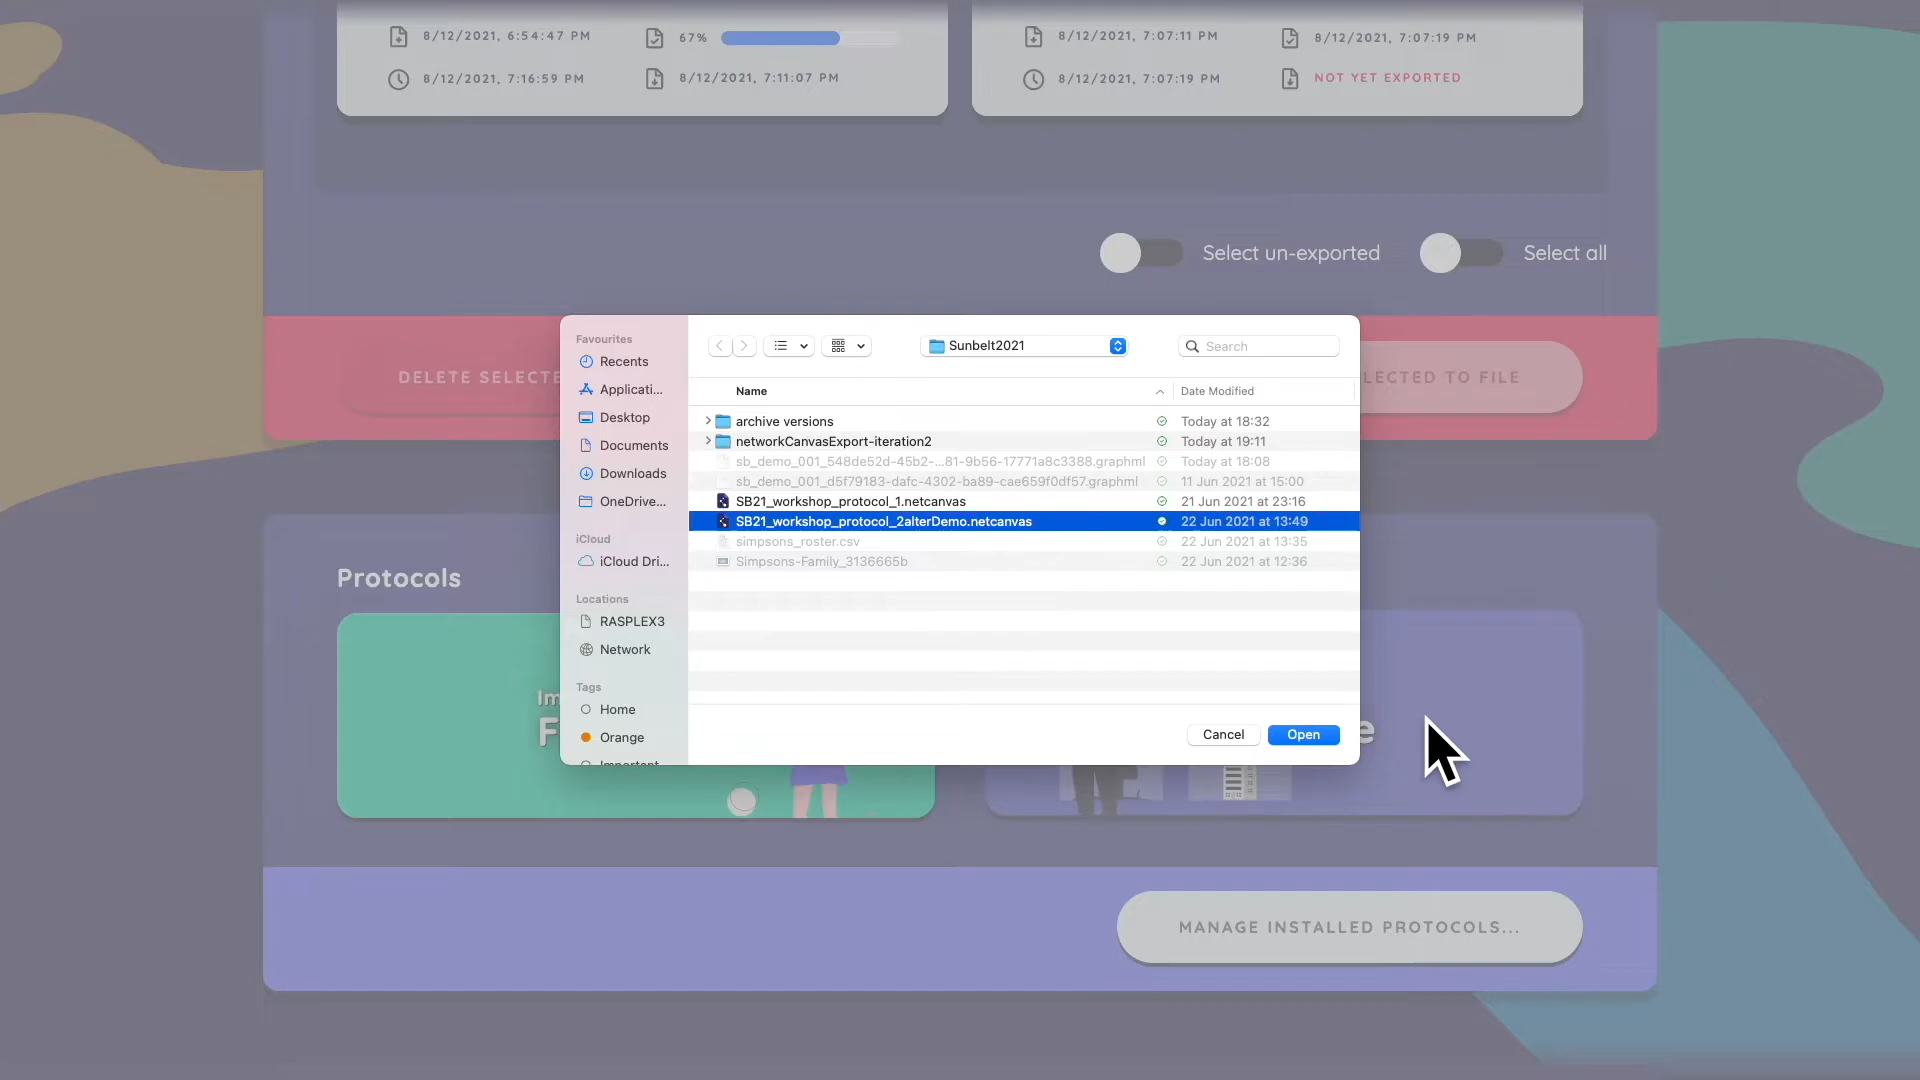 8/12/2021, 6:54:47 PM
67%
8/12/2021, 7:16:59 PM
8/12/2021, 7:11:07 PM
8/12/2021, 7:07:11 PM
8/12/2021, 7:07:19 PM
8/12/2021, 7:07:19 PM
NOT YET EXPORTED
Select un-exported
Select all
DELETE SELECTE
LECTED TO FILE
Favourites
Recents
Applicati...
Desktop
Documents
Downloads
OneDrive...
iCloud
iCloud Dri...
Locations
RASPLEX3
Network
Tags
Home
Orange
Important
Sunbelt2021
Search
Name
Date Modified
archive versions
Today at 18:32
networkCanvasExport-iteration2
Today at 19:11
sb_demo_001_548de52d-45b2-...81-9b56-17771a8c3388.graphml
Today at 18:08
sb_demo_001_d5f79183-dafc-4302-ba89-cae659f0df57.graphml
11 Jun 2021 at 15:00
SB21_workshop_protocol_1.netcanvas
21 Jun 2021 at 23:16
SB21_workshop_protocol_2alterDemo.netcanvas
22 Jun 2021 at 13:49
simpsons_roster.csv
22 Jun 2021 at 13:35
Simpsons-Family_3136665b
22 Jun 2021 at 12:36
Cancel
Open
Protocols
Im
F
e
MANAGE INSTALLED PROTOCOLS...